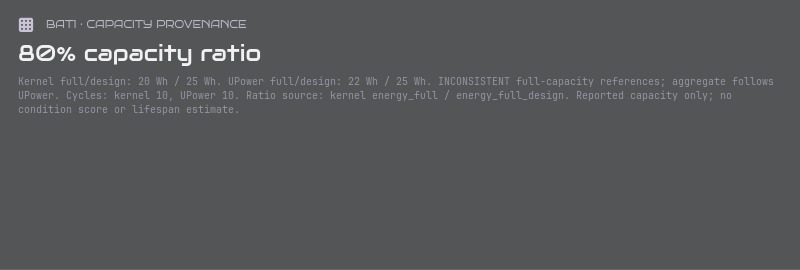 BAT1 · CAPACITY PROVENANCE
80% capacity ratio
Kernel full/design: 20 Wh / 25 Wh. UPower full/design: 22 Wh / 25 Wh. INCONSISTENT full-capacity references; aggregate follows
UPower. Cycles: kernel 10, UPower 10. Ratio source: kernel energy_full / energy_full_design. Reported capacity only; no
condition score or lifespan estimate.